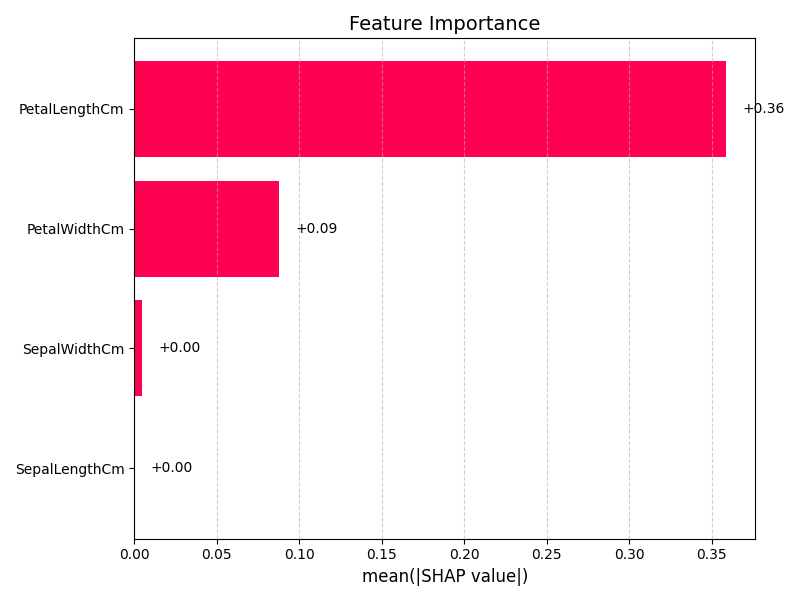 Feature Importance
PetalLengthCm
+0.36
PetalWidthCm
+0.09
SepalWidthCm
+0.00
SepalLengthCm
+0.00
0.00 0.05 0.10 0.15 0.20 0.25 0.30 0.35
mean(|SHAP value|)